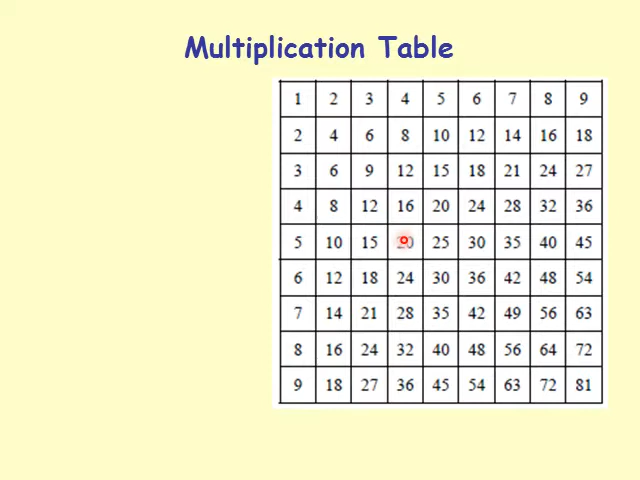 Multiplication Table
1 2 3 4 5 6 7 8 9
2 4 6 8 10 12 14 16 18
3 6 9 12 15 18 21 24 27
4 8 12 16 20 24 28 32 36
5 10 15 20 25 30 35 40 45
6 12 18 24 30 36 42 48 54
7 14 21 28 35 42 49 56 63
8 16 24 32 40 48 56 64 72
9 18 27 36 45 54 63 72 81